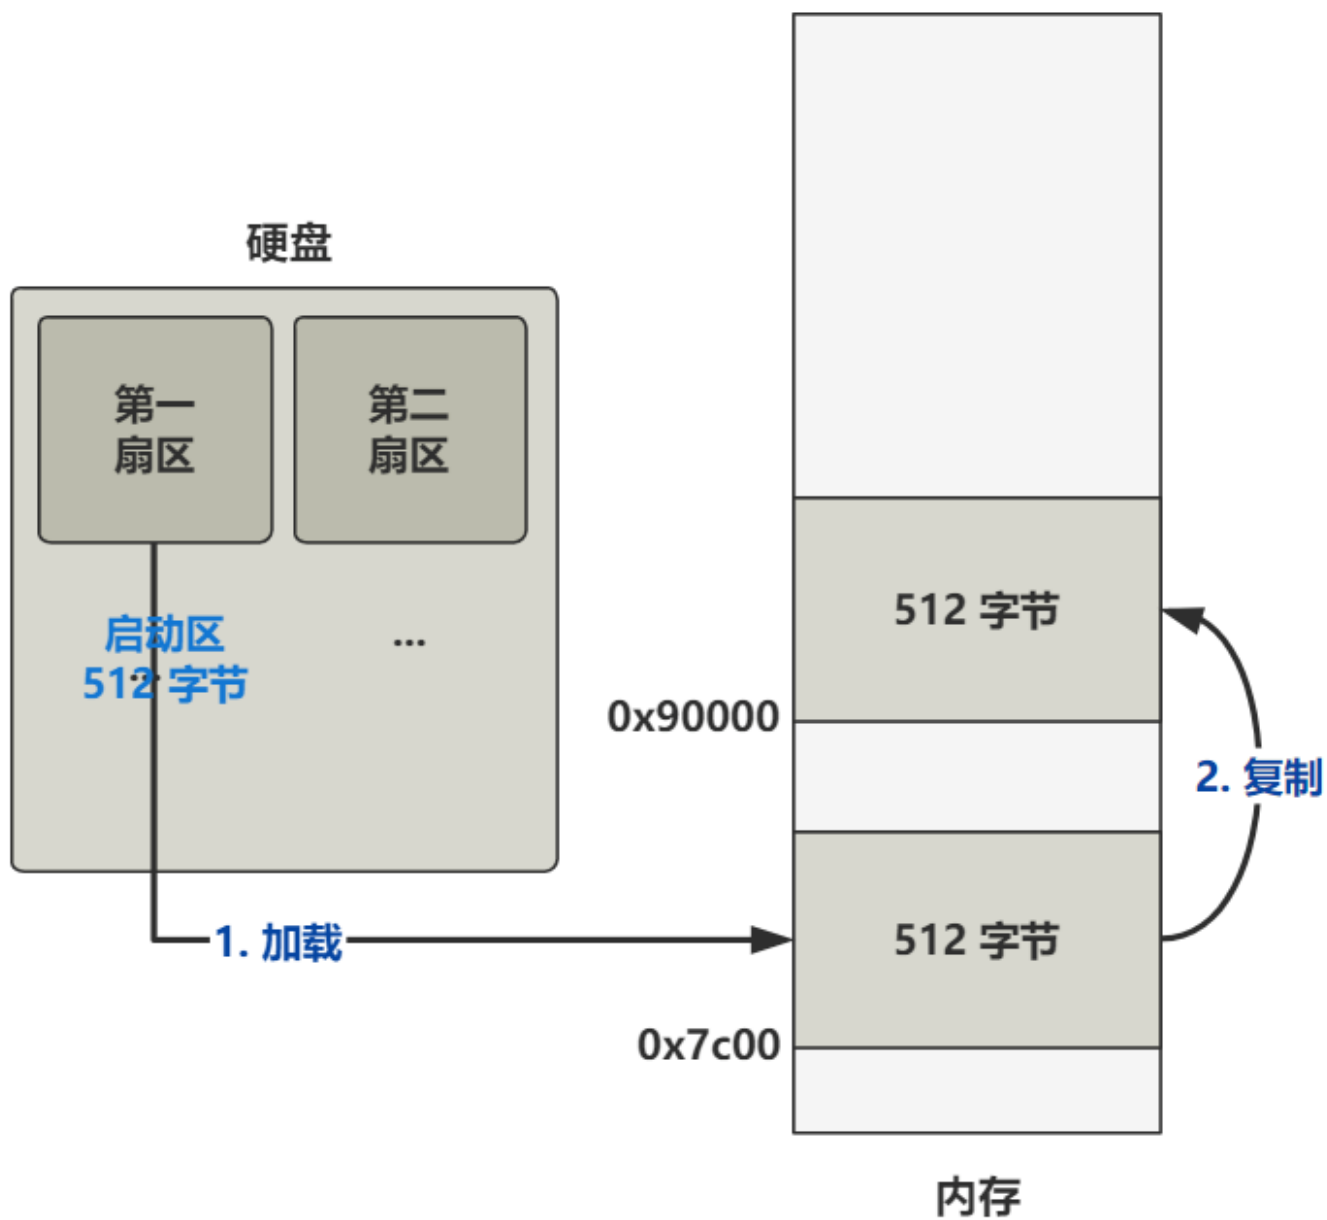 硬盘
第一
扇区
第二
扇区
启动区
512 字节
...
...
1. 加载
512 字节
0x90000
2. 复制
512 字节
0x7c00
内存